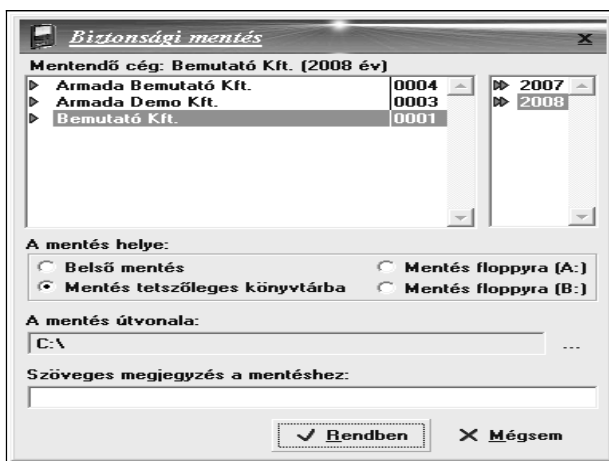 Biztonsági mentés
Mentendő cég: Bemutató Kft. (2008 év)
Armada Bemutató Kft. 0004
Armada Demo Kft. 0003
Bemutató Kft. 0001
2007
2008
A mentés helye:
Belső mentés
Mentés floppyra (A:)
Mentés tetszőleges könyvtárba
Mentés floppyra (B:)
A mentés útvonala:
C:\
...
Szöveges megjegyzés a mentéshez:
Rendben
Mégsem